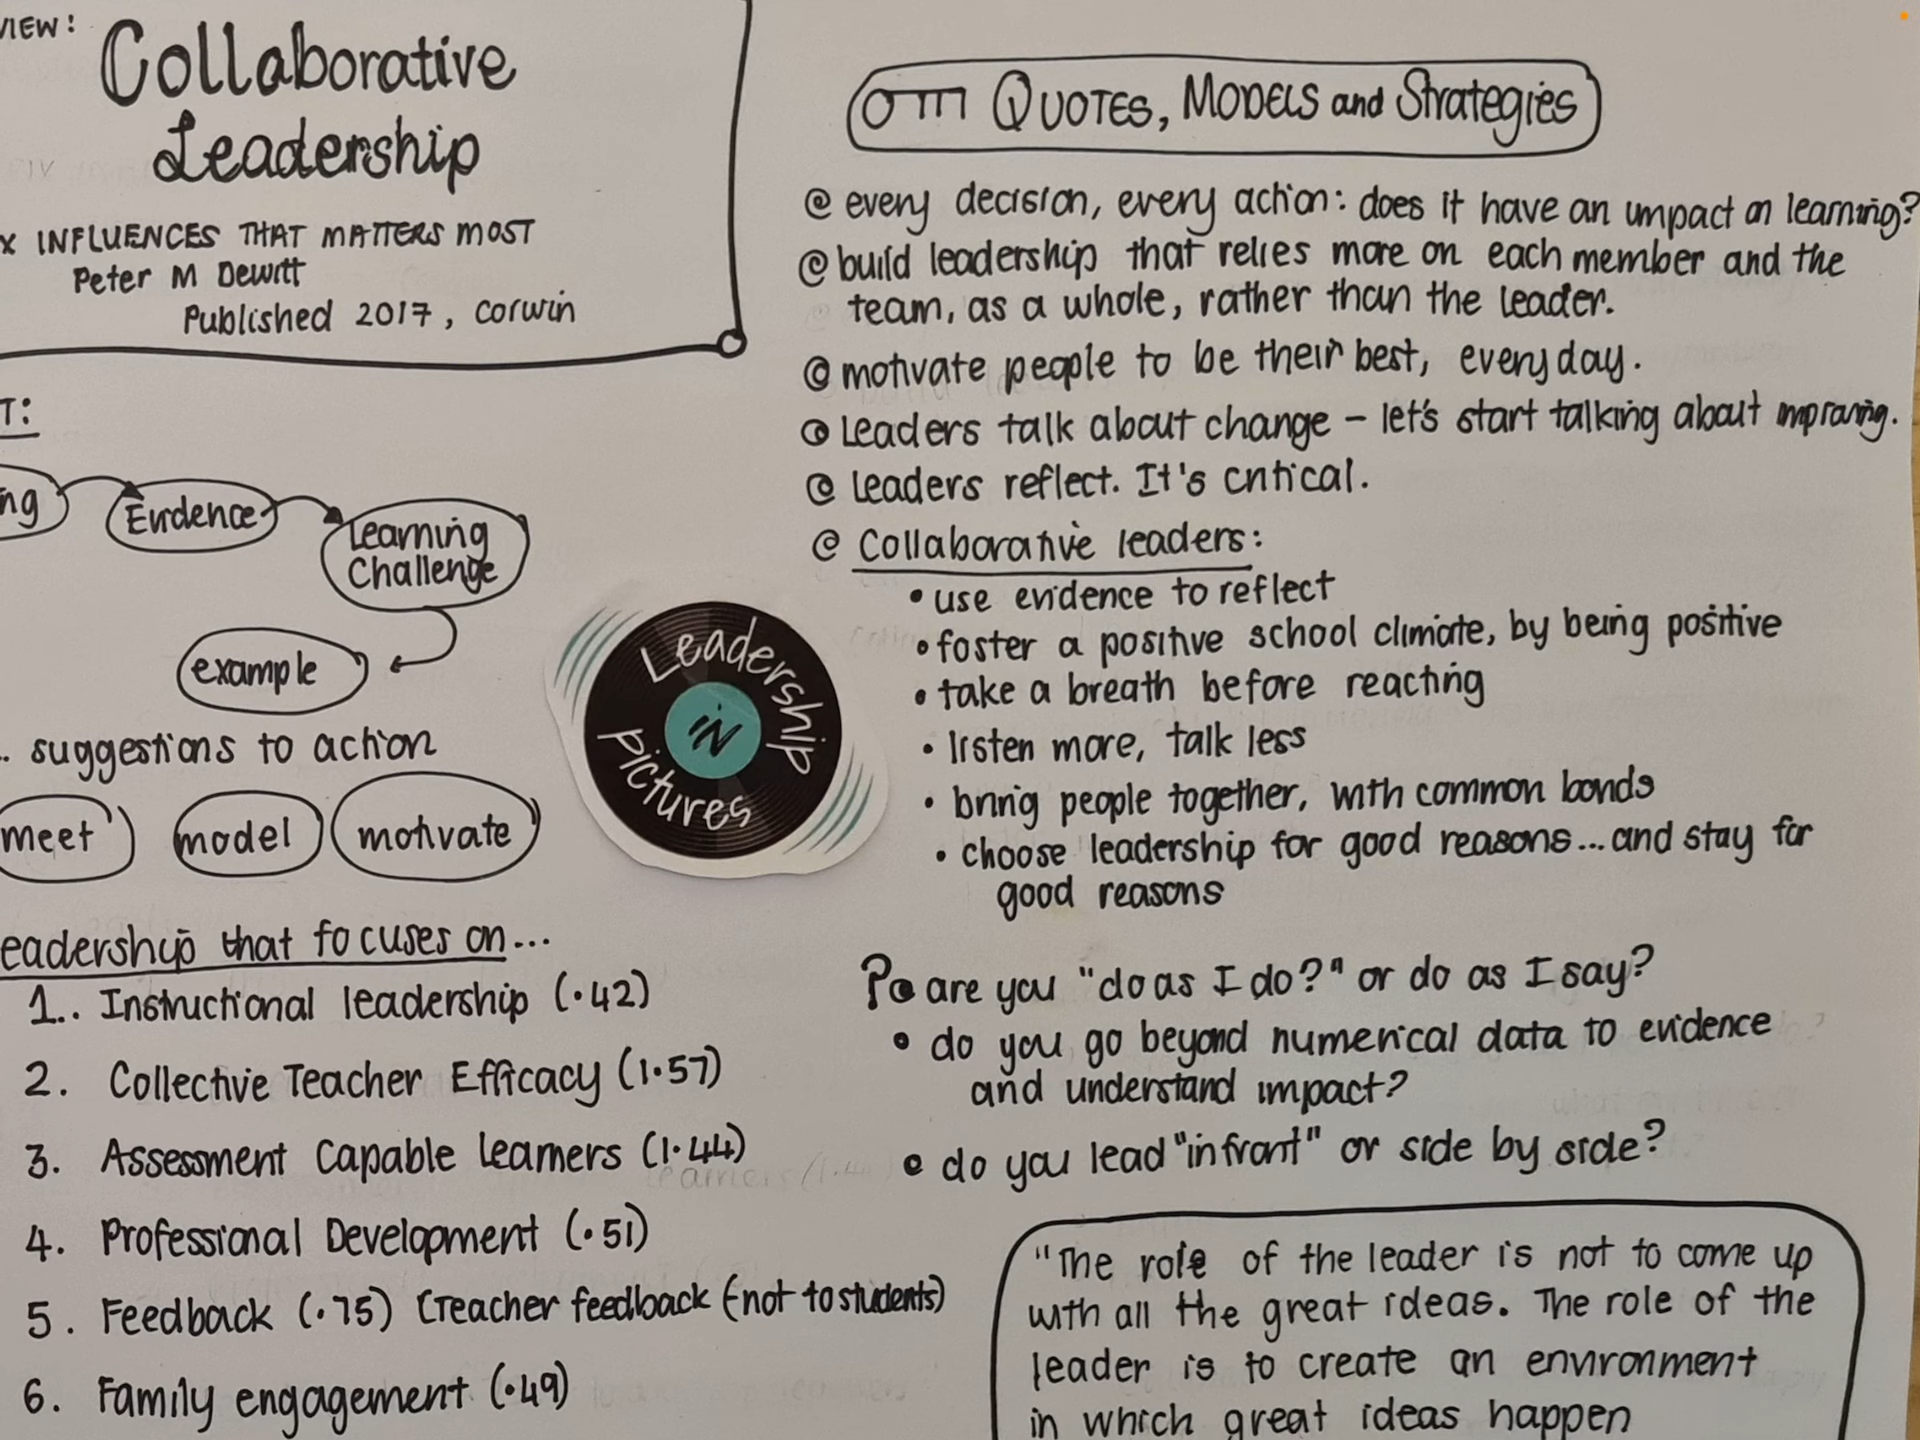 VIEW:
Collaborative
Leadership
x INFLUENCES THAT MATTERS MOST
Peter M Dewitt
Published 2017, corwin
T:
ng
Evidence
Learning
Challenge
example
. suggestions to action
meet
model
motivate
eadership that focuses on...
1.. Instructional leadership (.42)
2. Collective Teacher Efficacy (1.57)
3. Assessment Capable Learners (1.44)
4. Professional Development (.51)
5. Feedback (.75) [Teacher feedback (not to students)
6. Family engagement (.49)
Leadership
IN
pictures
QUOTES, MODELS and Strategies
@ every decision, every action: does it have an impact on learning?
@ build leadership that relies more on each member and the
team, as a whole, rather than the leader.
@ motivate people to be their best, everyday.
@ Leaders talk about change – let's start talking about improving.
@ Leaders reflect. It's critical.
@ Collaborative leaders:
• use evidence to reflect
• foster a positive school climate, by being positive
• take a breath before reacting
• listen more, talk less
• bring people together, with common bonds
• choose leadership for good reasons...and stay for
good reasons
? are you "do as I do?" or do as I say?
• do you go beyond numerical data to evidence
and understand impact?
• do you lead "in front" or side by side?
"The role of the leader is not to come up
with all the great ideas. The role of the
leader is to create an environment
in which great ideas happen